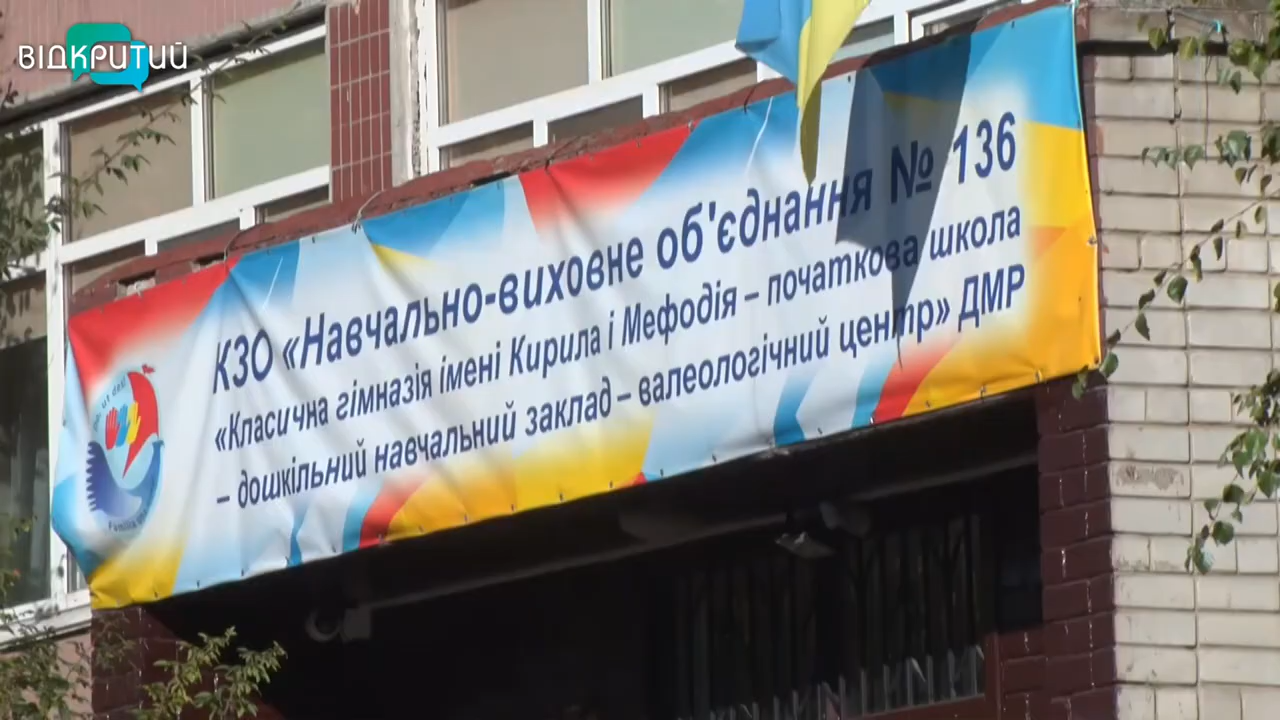 ВІДКРИТИЙ
КЗО «Навчально-виховне об'єднання № 136
«Класична гімназія імені Кирила і Мефодія – початкова школа
– дошкільний навчальний заклад – валеологічний центр» ДМР